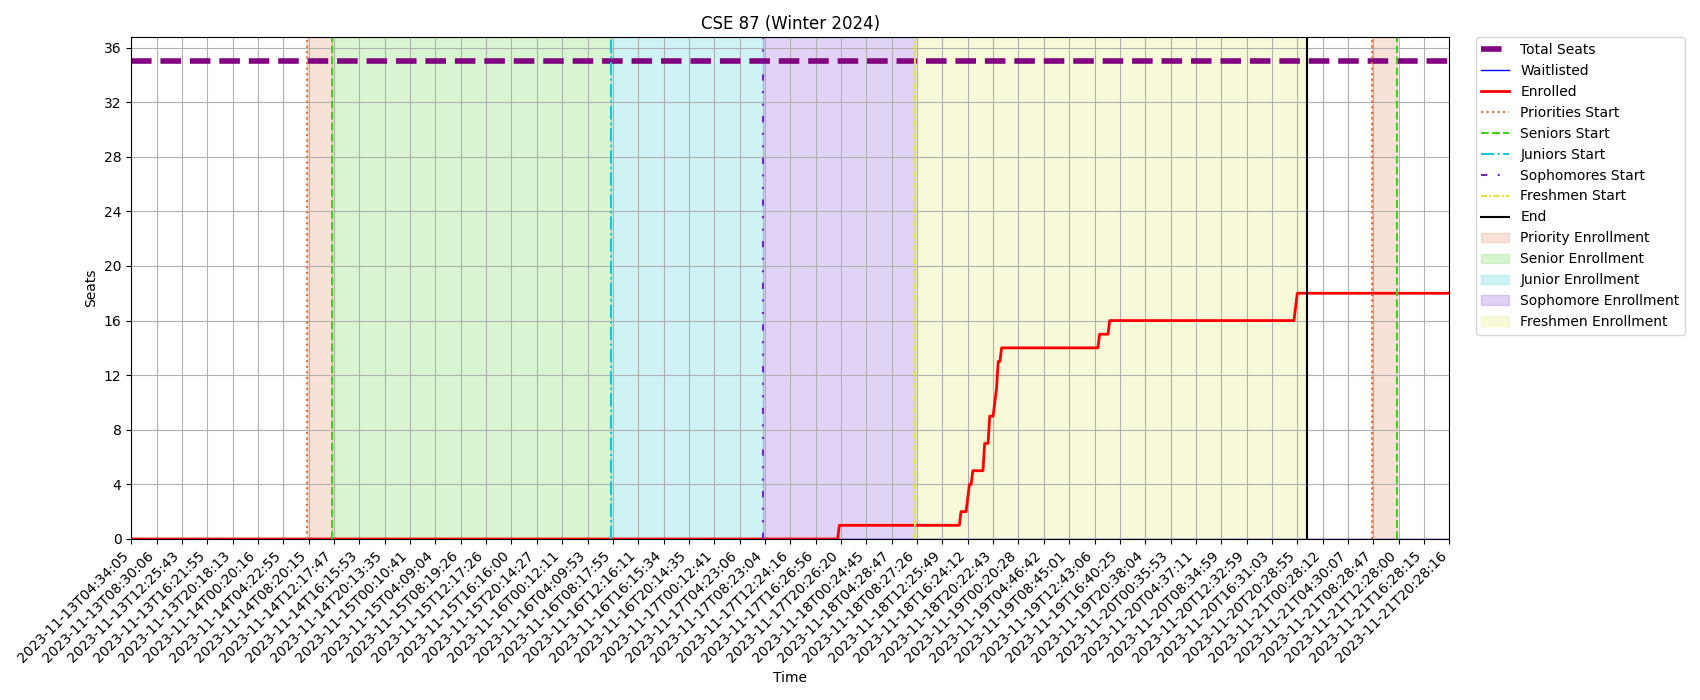 CSE 87 (Winter 2024)
36
32
28
24
20
16
12
8
4
0
Seats
2023-11-13T04:34:05
2023-11-13T08:30:06
2023-11-13T12:25:43
2023-11-13T16:21:55
2023-11-13T20:18:13
2023-11-14T00:20:16
2023-11-14T04:22:55
2023-11-14T08:20:15
2023-11-14T12:17:47
2023-11-14T16:15:53
2023-11-14T20:13:35
2023-11-15T00:10:41
2023-11-15T04:09:04
2023-11-15T08:19:26
2023-11-15T12:17:26
2023-11-15T16:16:00
2023-11-15T20:14:27
2023-11-16T00:12:11
2023-11-16T04:09:53
2023-11-16T08:17:55
2023-11-16T12:16:11
2023-11-16T16:15:34
2023-11-16T20:14:35
2023-11-17T00:12:41
2023-11-17T04:23:06
2023-11-17T08:23:04
2023-11-17T12:24:16
2023-11-17T16:26:56
2023-11-17T20:26:20
2023-11-18T00:24:45
2023-11-18T04:28:47
2023-11-18T08:27:26
2023-11-18T12:25:49
2023-11-18T16:24:12
2023-11-18T20:22:43
2023-11-19T00:20:28
2023-11-19T04:46:42
2023-11-19T08:45:01
2023-11-19T12:43:06
2023-11-19T16:40:25
2023-11-19T20:38:04
2023-11-20T00:35:53
2023-11-20T04:37:11
2023-11-20T08:34:59
2023-11-20T12:32:59
2023-11-20T16:31:03
2023-11-20T20:28:55
2023-11-21T00:28:12
2023-11-21T04:30:07
2023-11-21T08:28:47
2023-11-21T12:28:00
2023-11-21T16:28:15
2023-11-21T20:28:16
Time
Total Seats
Waitlisted
Enrolled
Priorities Start
Seniors Start
Juniors Start
Sophomores Start
Freshmen Start
End
Priority Enrollment
Senior Enrollment
Junior Enrollment
Sophomore Enrollment
Freshmen Enrollment